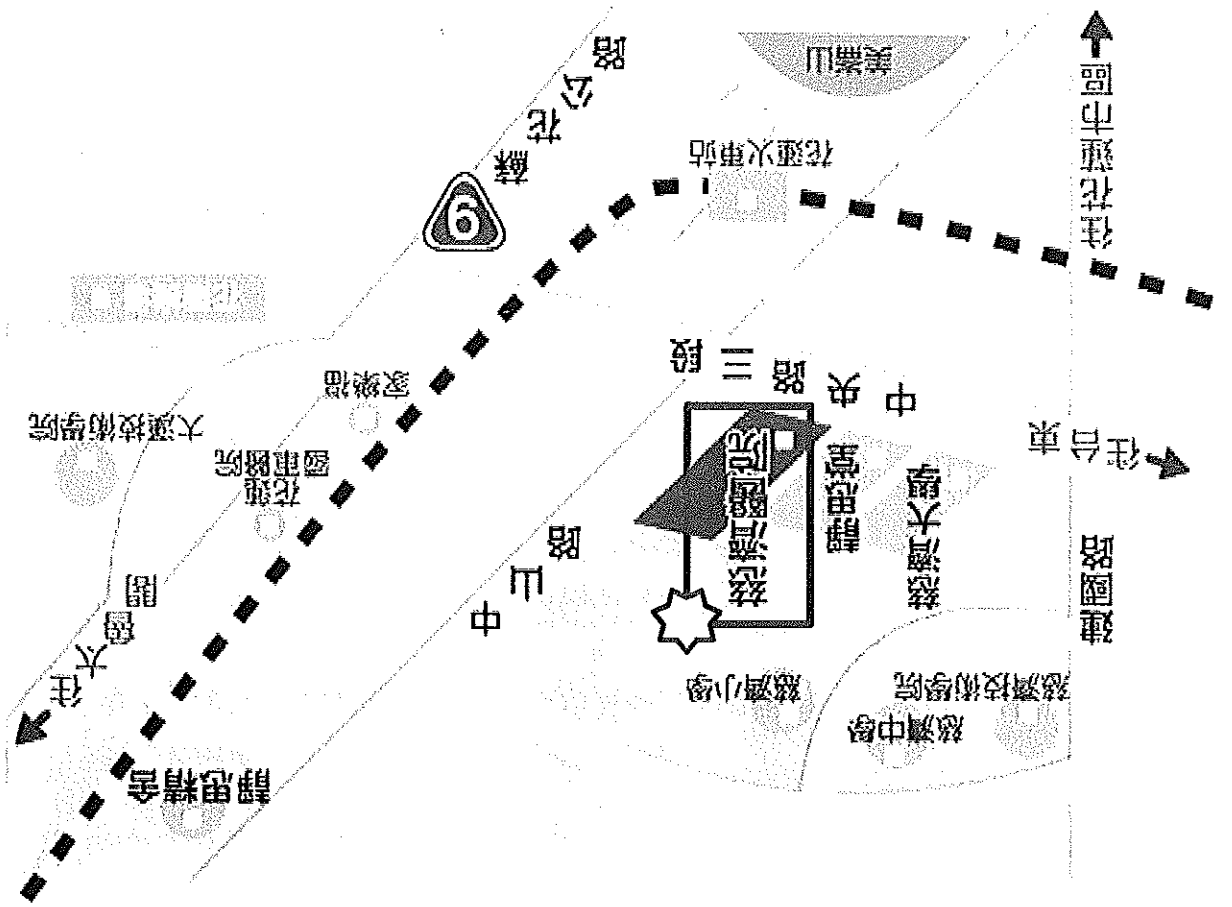 靜思精舍
慈濟中學
慈濟技術學院
慈濟小學
往太魯閣
中山路
建國路
慈濟醫院
靜思堂
慈濟大學
花蓮
國軍醫院
大漢技術學院
往台東
家樂福
中央路三段
往花蓮市區
9
蘇花公路
花蓮火車站
美崙山